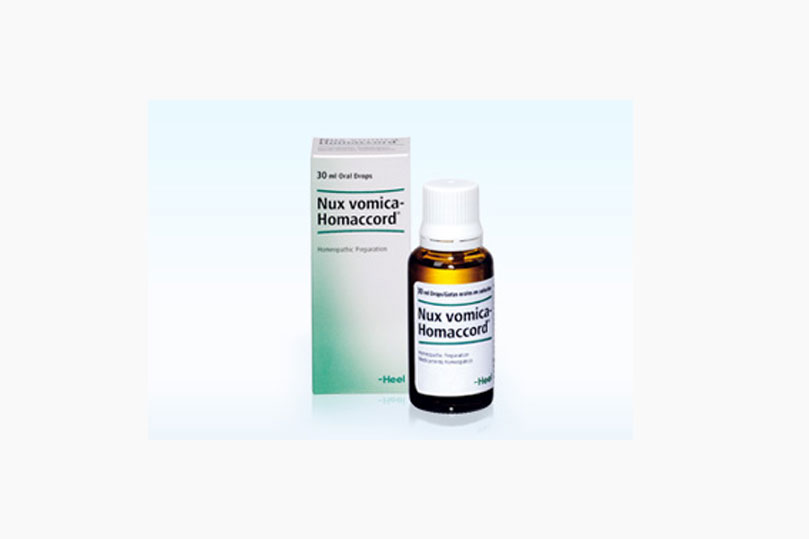 30 ml Oral Drops
Nux vomica-
Homaccord®
Homeopathic Preparation
-Heel
30 ml Drops/Gotas orales en solución
Nux vomica-
Homaccord®
Homeopathic Preparation
Medicamento Homeopático
-Heel